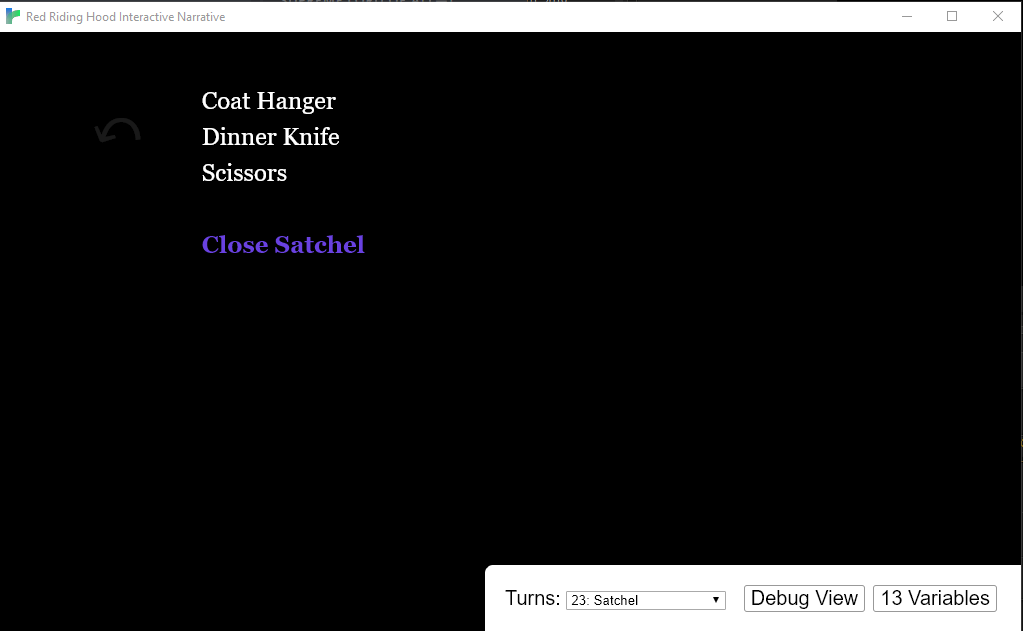 Red Riding Hood Interactive Narrative
Coat Hanger
Dinner Knife
Scissors
Close Satchel
Turns: 23: Satchel Debug View 13 Variables